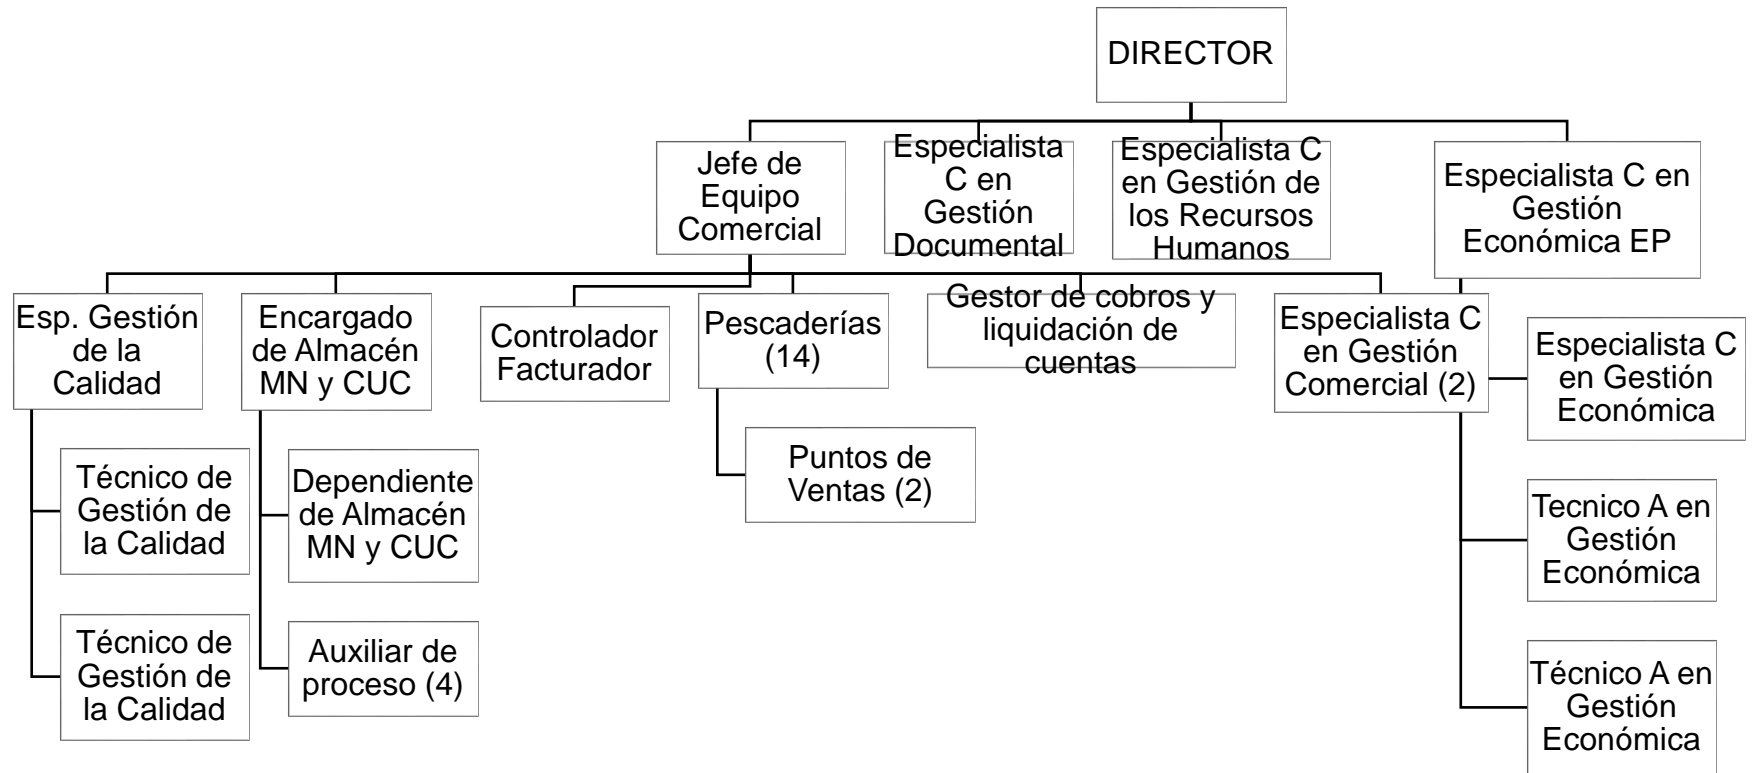 DIRECTOR
Jefe de
Equipo
Comercial
Especialista
C en
Gestión
Documental
Especialista C
en Gestión de
los Recursos
Humanos
Especialista C en
Gestión
Económica EP
Esp. Gestión
de la
Calidad
Encargado
de Almacén
MN y CUC
Controlador
Facturador
Pescaderías
(14)
Gestor de cobros y
liquidación de
cuentas
Especialista C
en Gestión
Comercial (2)
Especialista C
en Gestión
Económica
Técnico de
Gestión de
la Calidad
Dependiente
de Almacén
MN y CUC
Puntos de
Ventas (2)
Tecnico A en
Gestión
Económica
Técnico de
Gestión de
la Calidad
Auxiliar de
proceso (4)
Técnico A en
Gestión
Económica